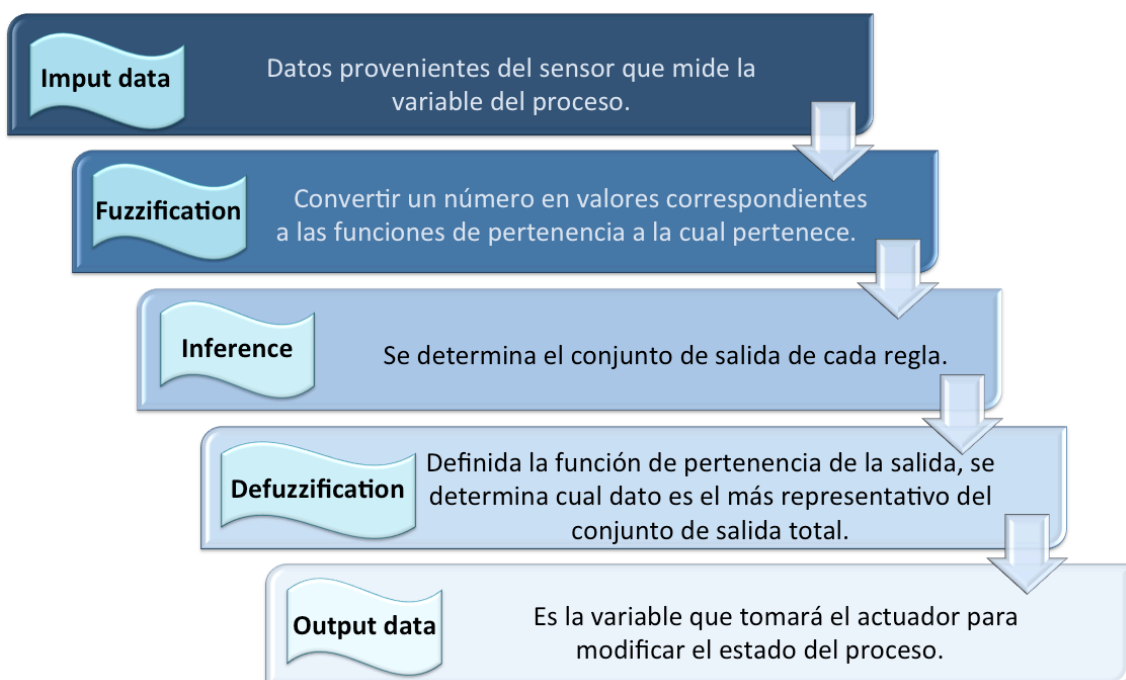 Imput data
Datos provenientes del sensor que mide la
variable del proceso.
Fuzzification
Convertir un número en valores correspondientes
a las funciones de pertenencia a la cual pertenece.
Inference
Se determina el conjunto de salida de cada regla.
Defuzzification
Definida la función de pertenencia de la salida, se
determina cual dato es el más representativo del
conjunto de salida total.
Output data
Es la variable que tomará el actuador para
modificar el estado del proceso.